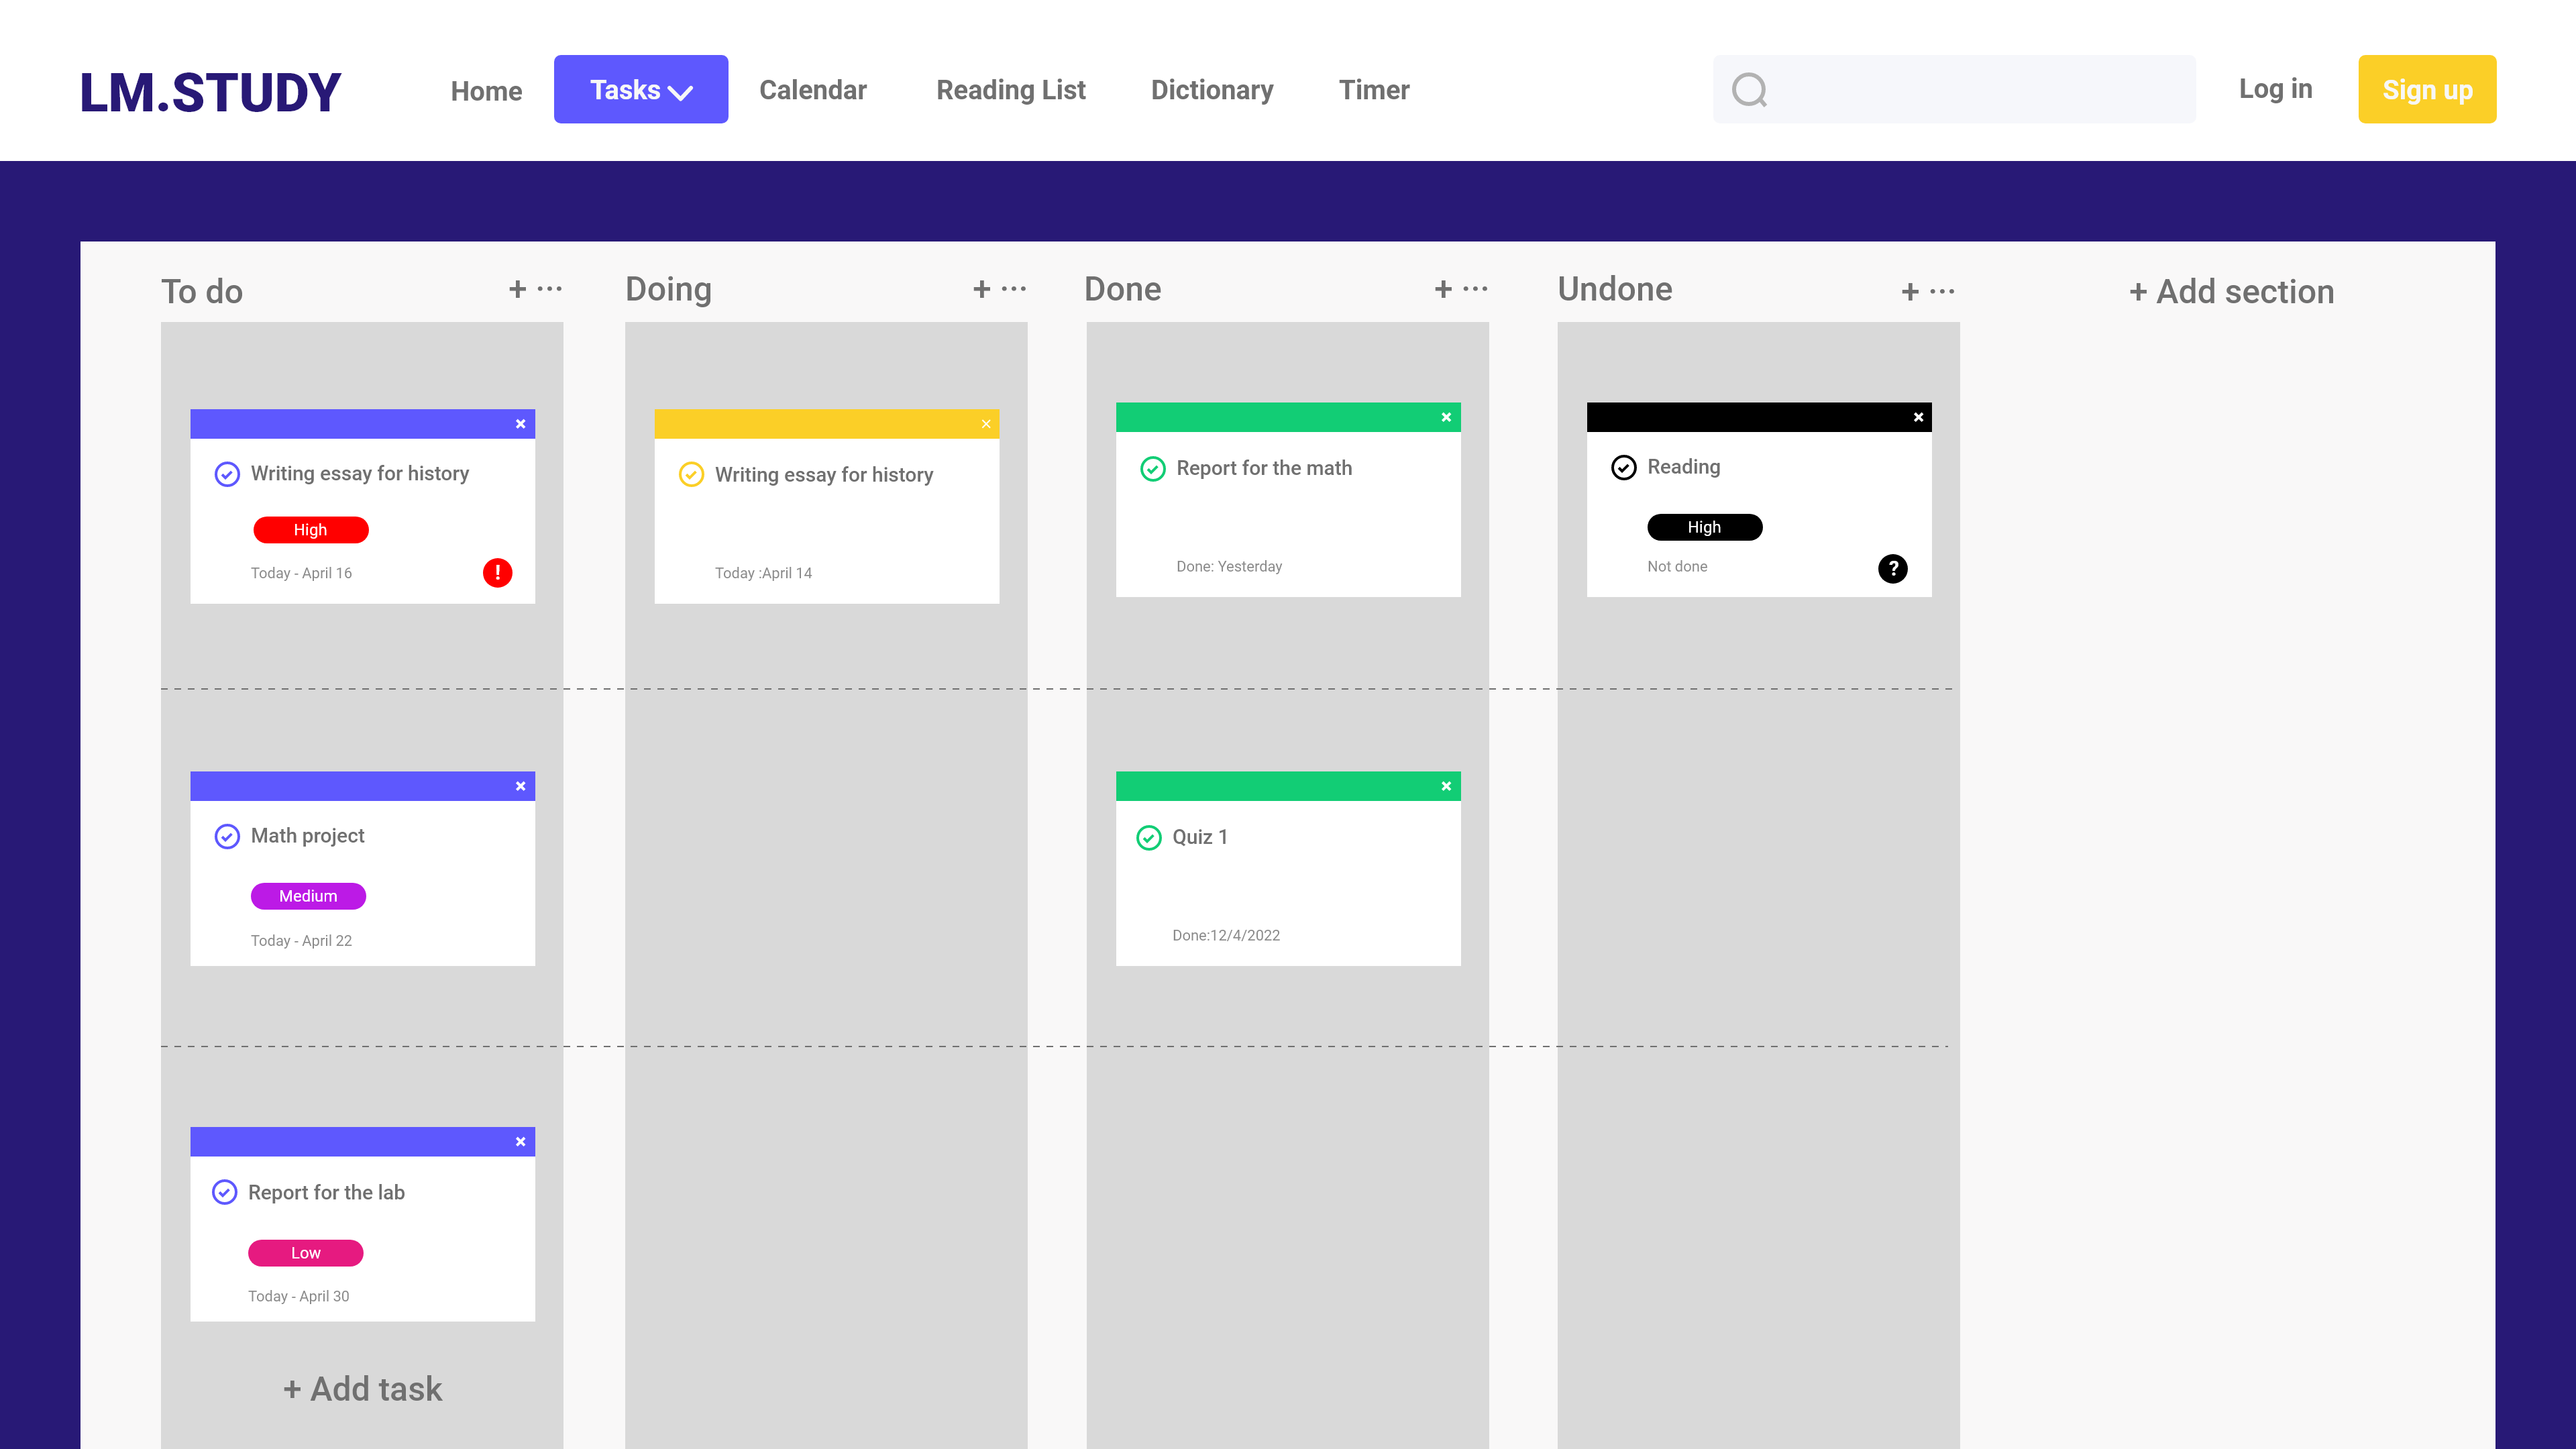 LM.STUDY
Home
Tasks
Calendar
Reading List
Dictionary
Timer
Log in
Sign up
To do
+ ···
Doing
+ ···
Done
+ ···
Undone
+ ···
+ Add section
Writing essay for history
High
Today - April 16
!
Writing essay for history
Today :April 14
Report for the math
Done: Yesterday
Reading
High
Not done
?
Math project
Medium
Today - April 22
Quiz 1
Done:12/4/2022
Report for the lab
Low
Today - April 30
+ Add task